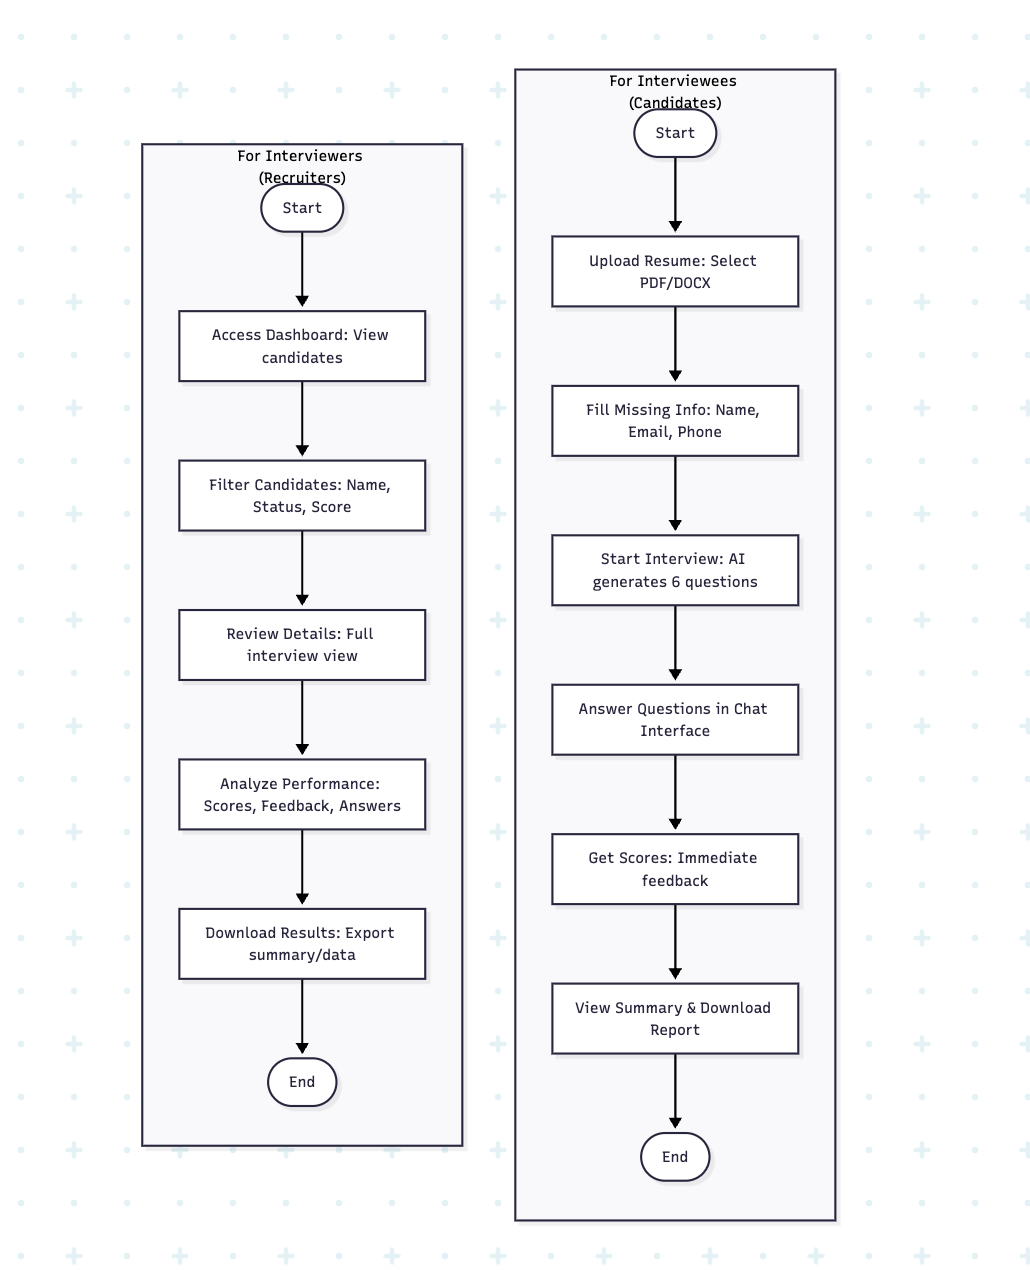 For Interviewers
(Recruiters)
Start
Access Dashboard: View
candidates
Filter Candidates: Name,
Status, Score
Review Details: Full
interview view
Analyze Performance:
Scores, Feedback, Answers
Download Results: Export
summary/data
End
For Interviewees
(Candidates)
Start
Upload Resume: Select
PDF/DOCX
Fill Missing Info: Name,
Email, Phone
Start Interview: AI
generates 6 questions
Answer Questions in Chat
Interface
Get Scores: Immediate
feedback
View Summary & Download
Report
End